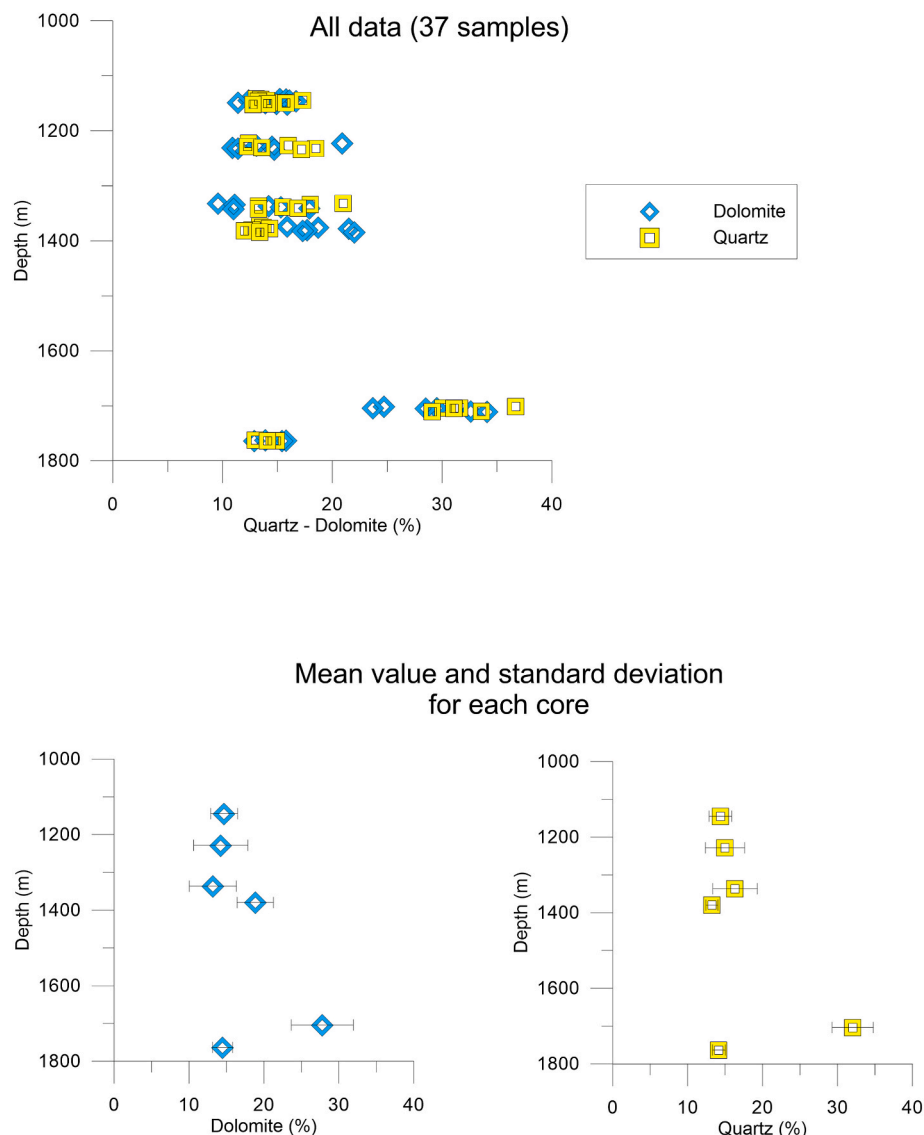 All data (37 samples)
1000
1200
1400
1600
1800
Depth (m)
0 10 20 30 40
Quartz - Dolomite (%)
Dolomite
Quartz
Mean value and standard deviation
for each core
1000
1200
1400
1600
1800
Depth (m)
0 10 20 30 40
Dolomite (%)
1000
1200
1400
1600
1800
Depth (m)
0 10 20 30 40
Quartz (%)